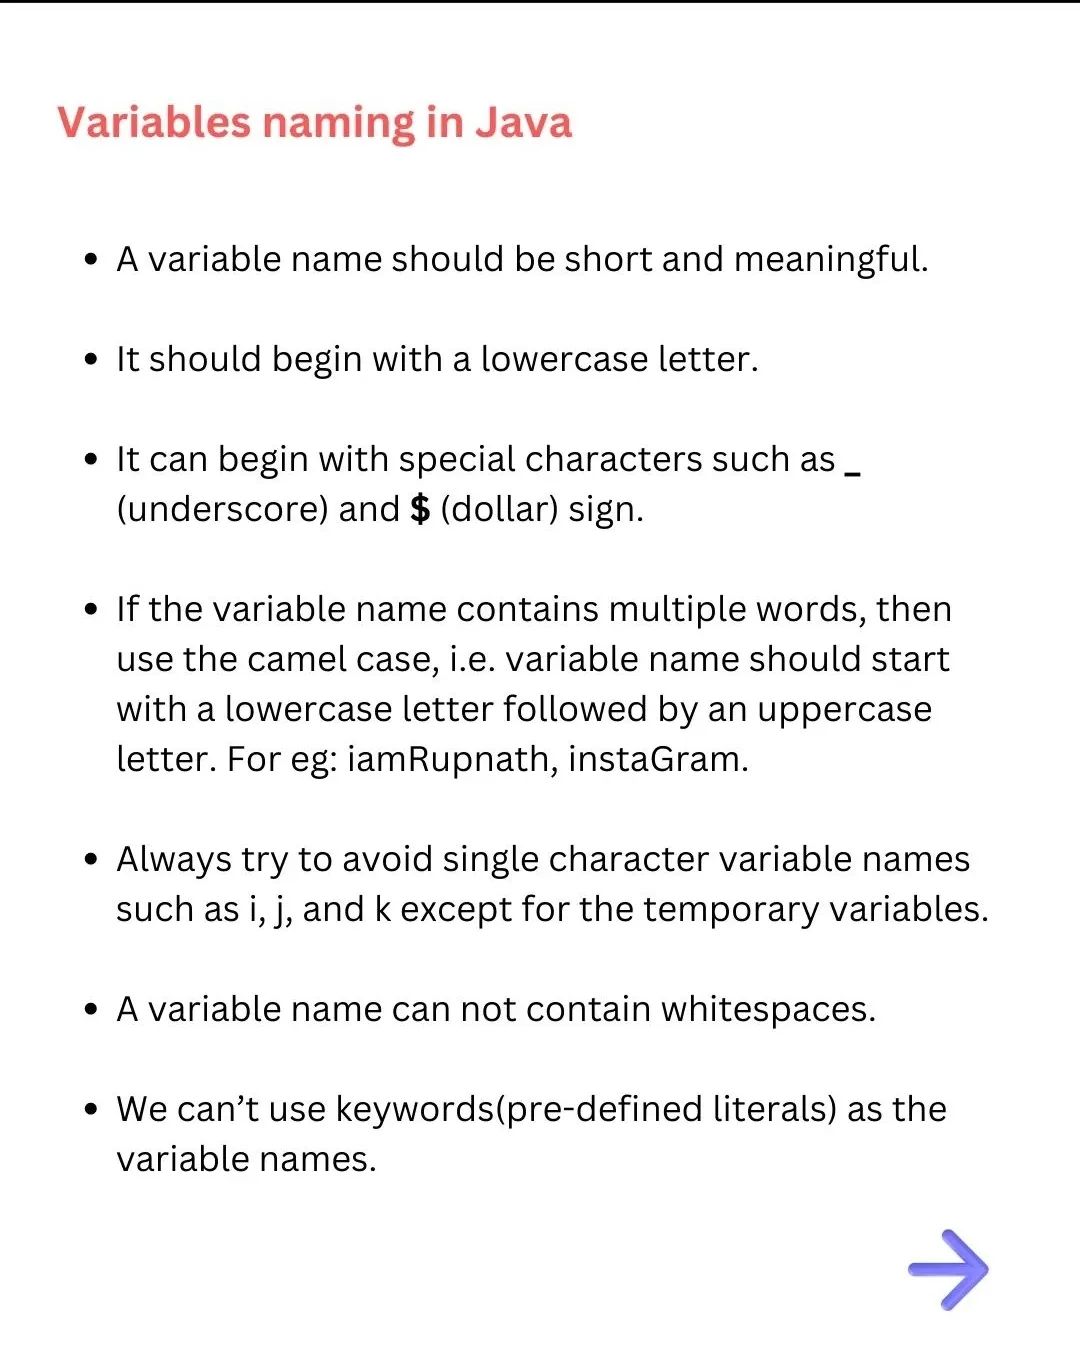 Variables naming in Java
• A variable name should be short and meaningful.
• It should begin with a lowercase letter.
• It can begin with special characters such as _
(underscore) and $ (dollar) sign.
• If the variable name contains multiple words, then
use the camel case, i.e. variable name should start
with a lowercase letter followed by an uppercase
letter. For eg: iamRupnath, instaGram.
• Always try to avoid single character variable names
such as i, j, and k except for the temporary variables.
• A variable name can not contain whitespaces.
• We can’t use keywords(pre-defined literals) as the
variable names.